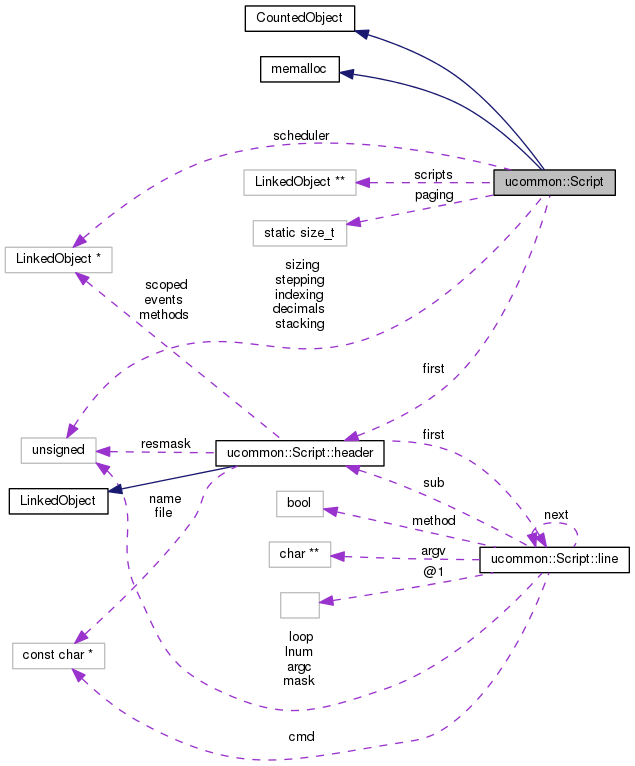 CountedObject
memalloc
scheduler
LinkedObject **
scripts
ucommon::Script
paging
static size_t
LinkedObject *
scoped
events
methods
sizing
stepping
indexing
decimals
stacking
first
unsigned
resmask
ucommon::Script::header
first
LinkedObject
name
file
sub
bool
method
next
char **
argv
ucommon::Script::line
@1
loop
lnum
argc
mask
const char *
cmd